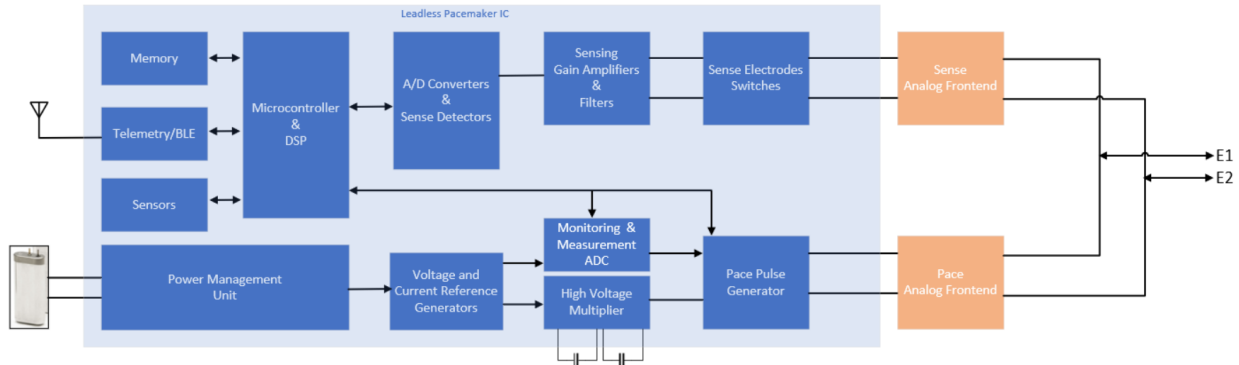 Leadless Pacemaker IC
Memory
Telemetry/BLE
Sensors
Microcontroller
&
DSP
A/D Converters
&
Sense Detectors
Sensing
Gain Amplifiers
&
Filters
Sense Electrodes
Switches
Sense
Analog Frontend
E1
E2
Power Management
Unit
Voltage and
Current Reference
Generators
Monitoring &
Measurement
ADC
High Voltage
Multiplier
Pace Pulse
Generator
Pace
Analog Frontend